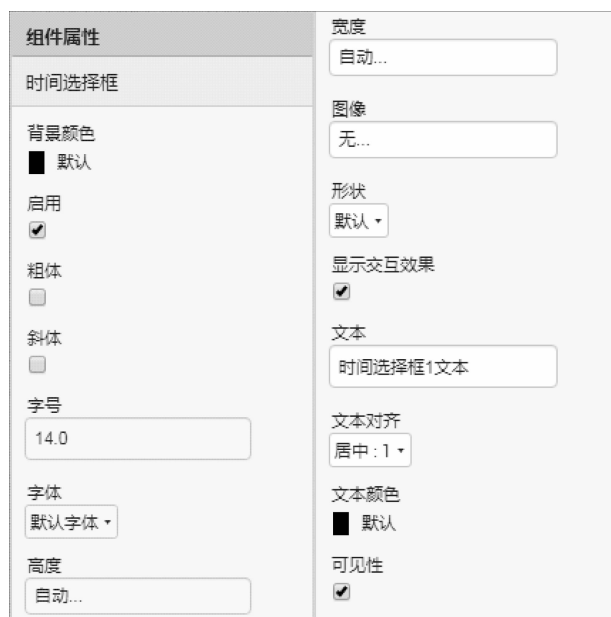 组件属性
时间选择框
背景颜色
默认
启用
粗体
斜体
字号
14.0
字体
默认字体
高度
自动...
宽度
自动...
图像
无...
形状
默认
显示交互效果
文本
时间选择框1文本
文本对齐
居中 : 1
文本颜色
默认
可见性